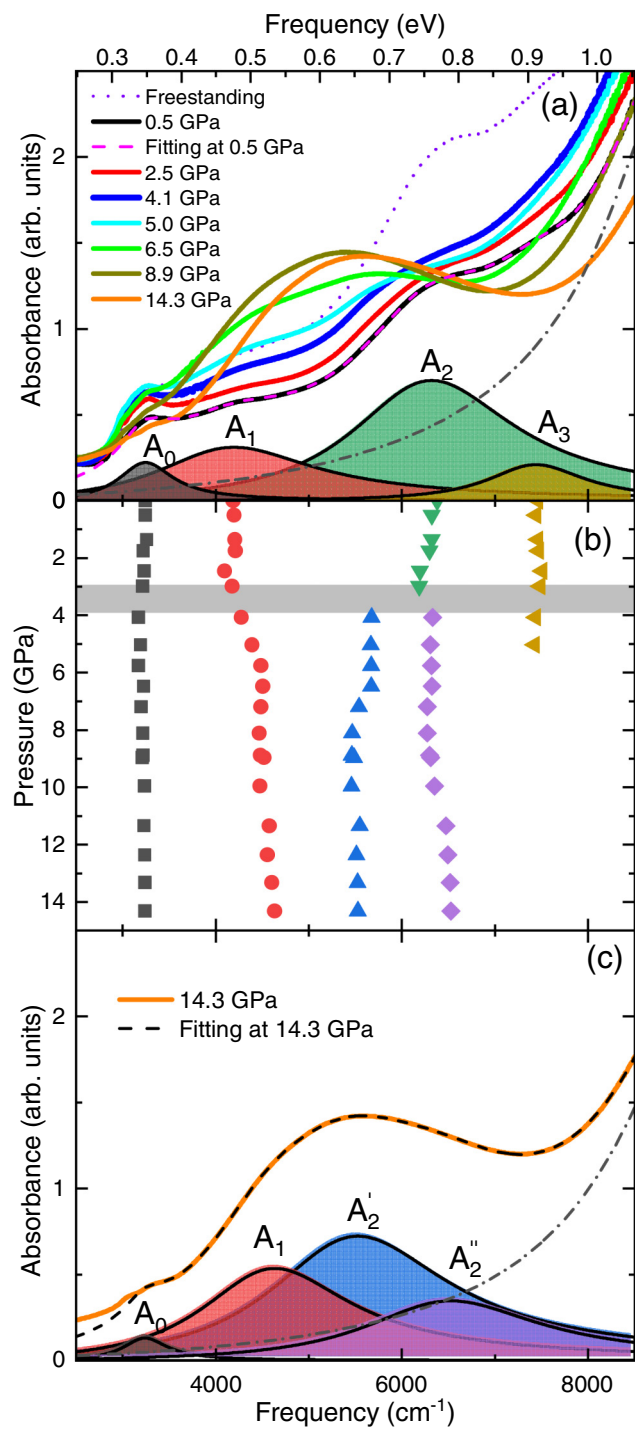 Frequency (eV)
0.3 0.4 0.5 0.6 0.7 0.8 0.9 1.0
Absorbance (arb. units)
2
1
0
(a)
Freestanding
0.5 GPa
Fitting at 0.5 GPa
2.5 GPa
4.1 GPa
5.0 GPa
6.5 GPa
8.9 GPa
14.3 GPa
A0
A1
A2
A3
(b)
Pressure (GPa)
2
4
6
8
10
12
14
(c)
Absorbance (arb. units)
2
1
0
14.3 GPa
Fitting at 14.3 GPa
A0
A1
A2'
A2"
4000 6000 8000
Frequency (cm-1)